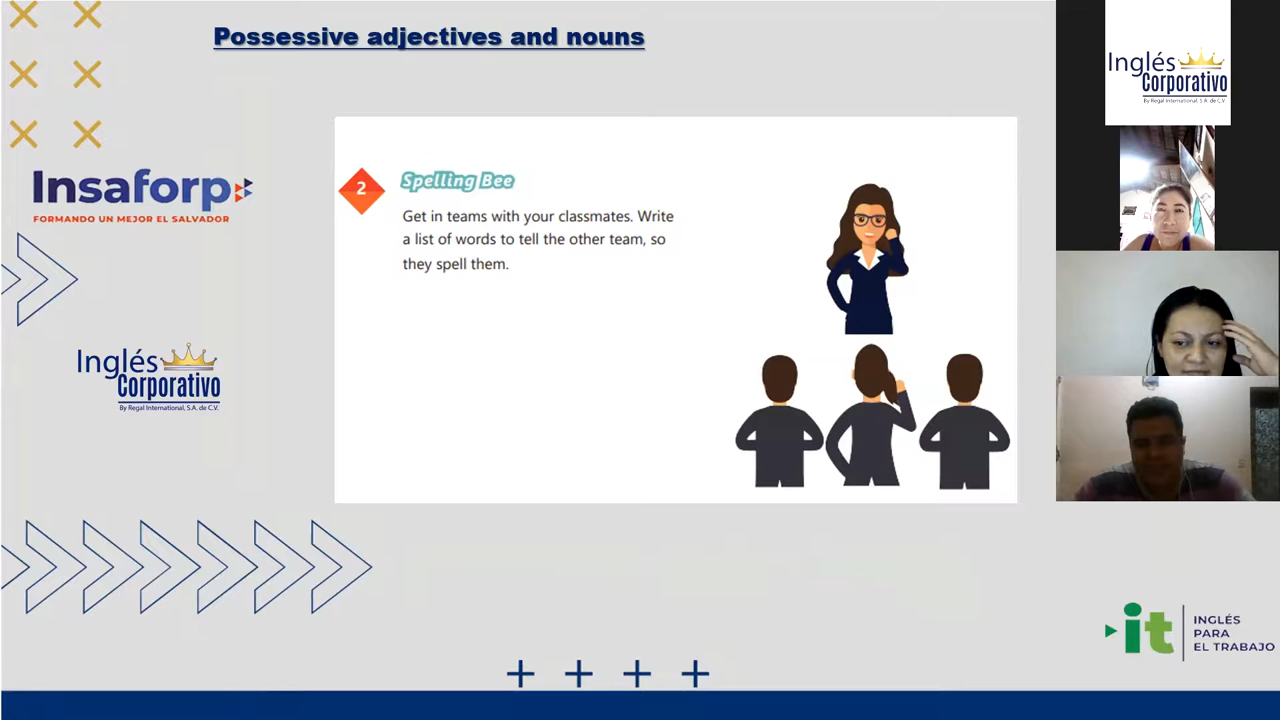 Possessive adjectives and nouns
Insaforp
FORMANDO UN MEJOR EL SALVADOR
Inglés
Corporativo
By Regal International, S.A. de C.V.
2
Spelling Bee
Get in teams with your classmates. Write
a list of words to tell the other team, so
they spell them.
Inglés
Corporativo
By Regal International, S.A. de C.V.
it
INGLÉS
PARA
EL TRABAJO